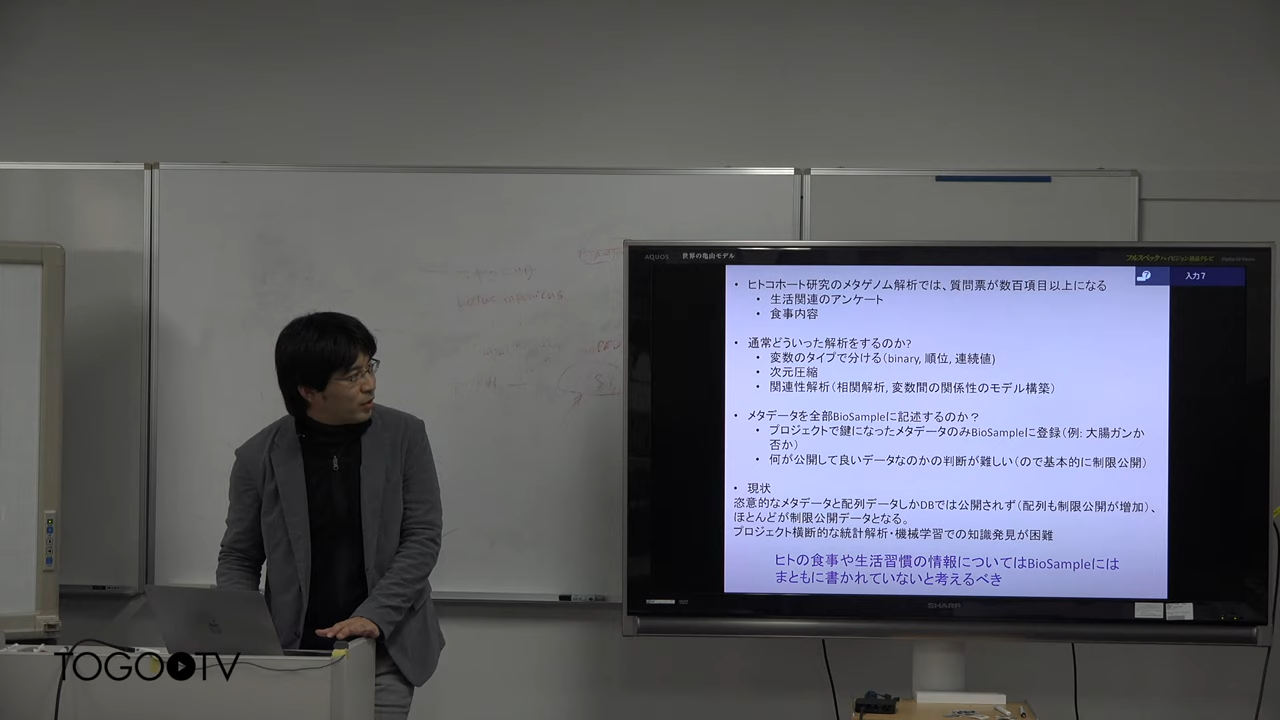 AQUOS 世界の亀山モデル
フルスペックハイビジョン液晶テレビ
入力7
• ヒトコホート研究のメタゲノム解析では、質問票が数百項目以上になる
• 生活関連のアンケート
• 食事内容
• 通常どういった解析をするのか?
• 変数のタイプで分ける（binary, 順位, 連続値)
• 次元圧縮
• 関連性解析（相関解析, 変数間の関係性のモデル構築）
• メタデータを全部BioSampleに記述するのか？
• プロジェクトで鍵になったメタデータのみBioSampleに登録（例: 大腸ガンか
否か）
• 何が公開して良いデータなのかの判断が難しい（ので基本的に制限公開）
• 現状
恣意的なメタデータと配列データしかDBでは公開されず（配列も制限公開が増加）、
ほとんどが制限公開データとなる。
プロジェクト横断的な統計解析・機械学習での知識発見が困難
ヒトの食事や生活習慣の情報についてはBioSampleには
まともに書かれていないと考えるべき
SHARP
TOGOTV